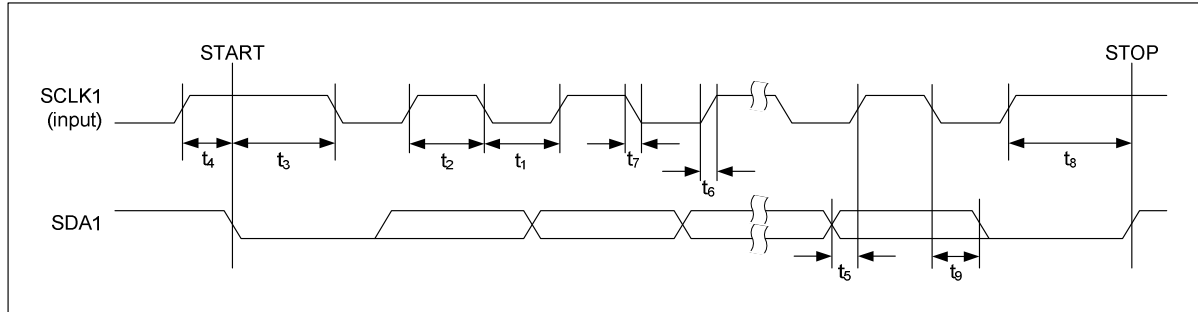 START
STOP
SCLK1
(input)
t4
t3
t2
t1
t7
t6
t8
SDA1
t5
t9